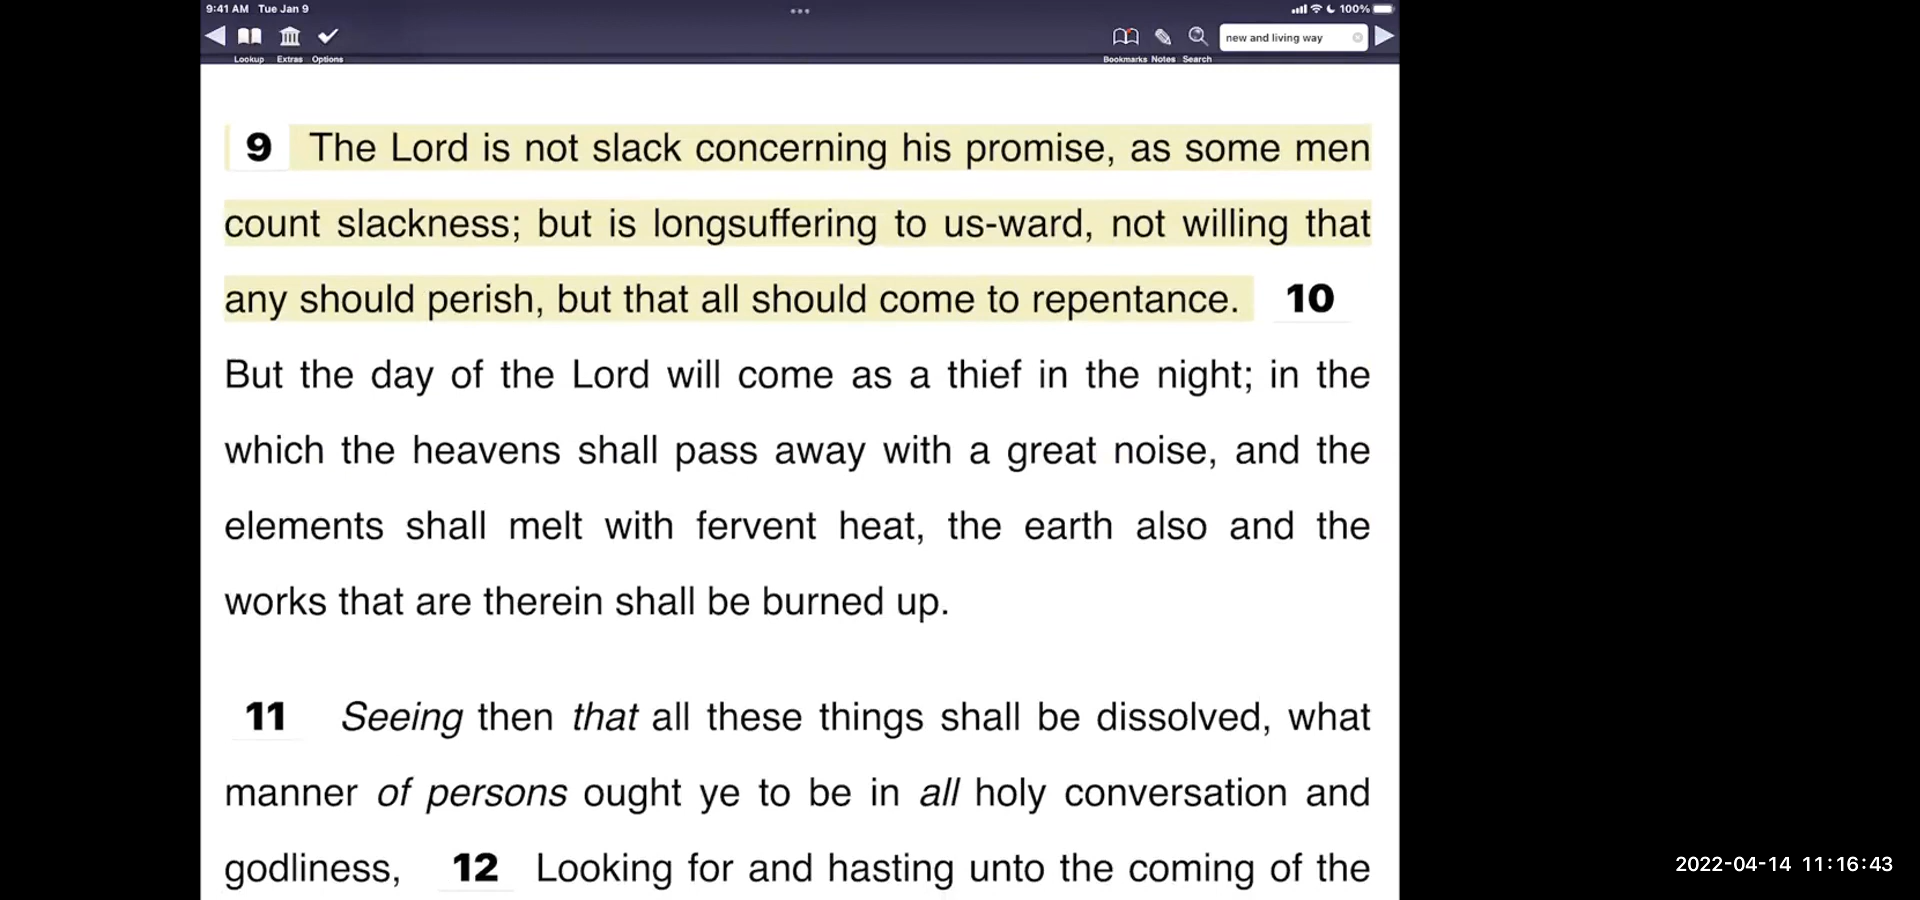 9:41 AM Tue Jan 9
100%
Lookup Extras Options
Bookmarks Notes Search
new and living way
9 The Lord is not slack concerning his promise, as some men
count slackness; but is longsuffering to us-ward, not willing that
any should perish, but that all should come to repentance. 10
But the day of the Lord will come as a thief in the night; in the
which the heavens shall pass away with a great noise, and the
elements shall melt with fervent heat, the earth also and the
works that are therein shall be burned up.
11 Seeing then that all these things shall be dissolved, what
manner of persons ought ye to be in all holy conversation and
godliness, 12 Looking for and hasting unto the coming of the
2022-04-14 11:16:43